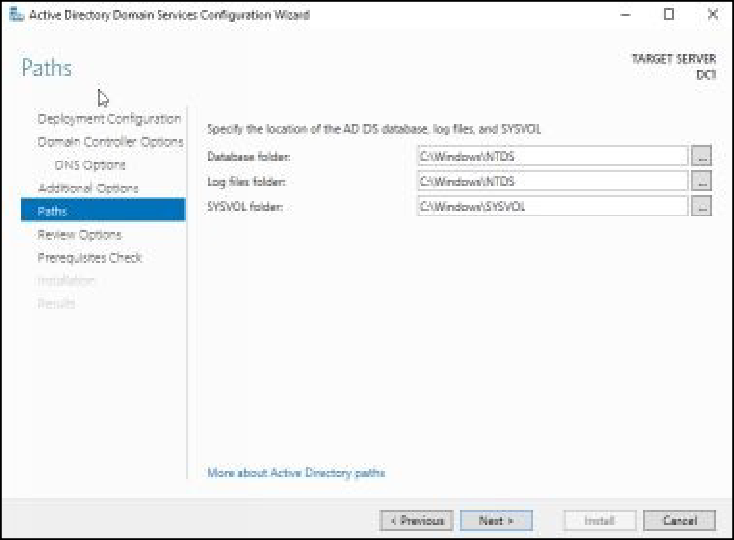 Active Directory Domain Services Configuration Wizard
Paths
TARGET SERVER
DC1
Deployment Configuration
Domain Controller Options
DNS Options
Additional Options
Paths
Review Options
Prerequisites Check
Installation
Results
Specify the location of the AD DS database, log files, and SYSVOL
Database folder:
C:\Windows\NTDS
...
Log files folder:
C:\Windows\NTDS
...
SYSVOL folder:
C:\Windows\SYSVOL
...
More about Active Directory paths
< Previous
Next >
Install
Cancel